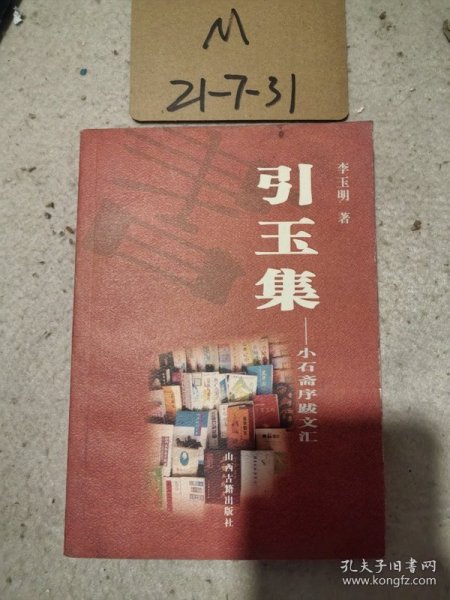 M
21-7-31
李玉明 著
引玉集
——小石斋序跋文汇
山西古籍出版社
孔夫子旧书网
www.kongfz.com